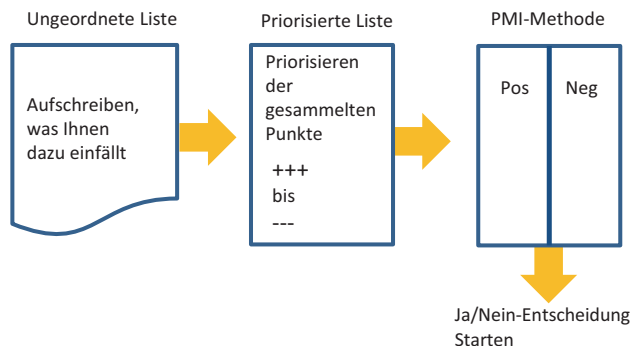 Ungeordnete Liste
Aufschreiben,
was Ihnen
dazu einfällt
Priorisierte Liste
Priorisieren
der
gesammelten
Punkte
+++
bis
---
PMI-Methode
Pos
Neg
Ja/Nein-Entscheidung
Starten